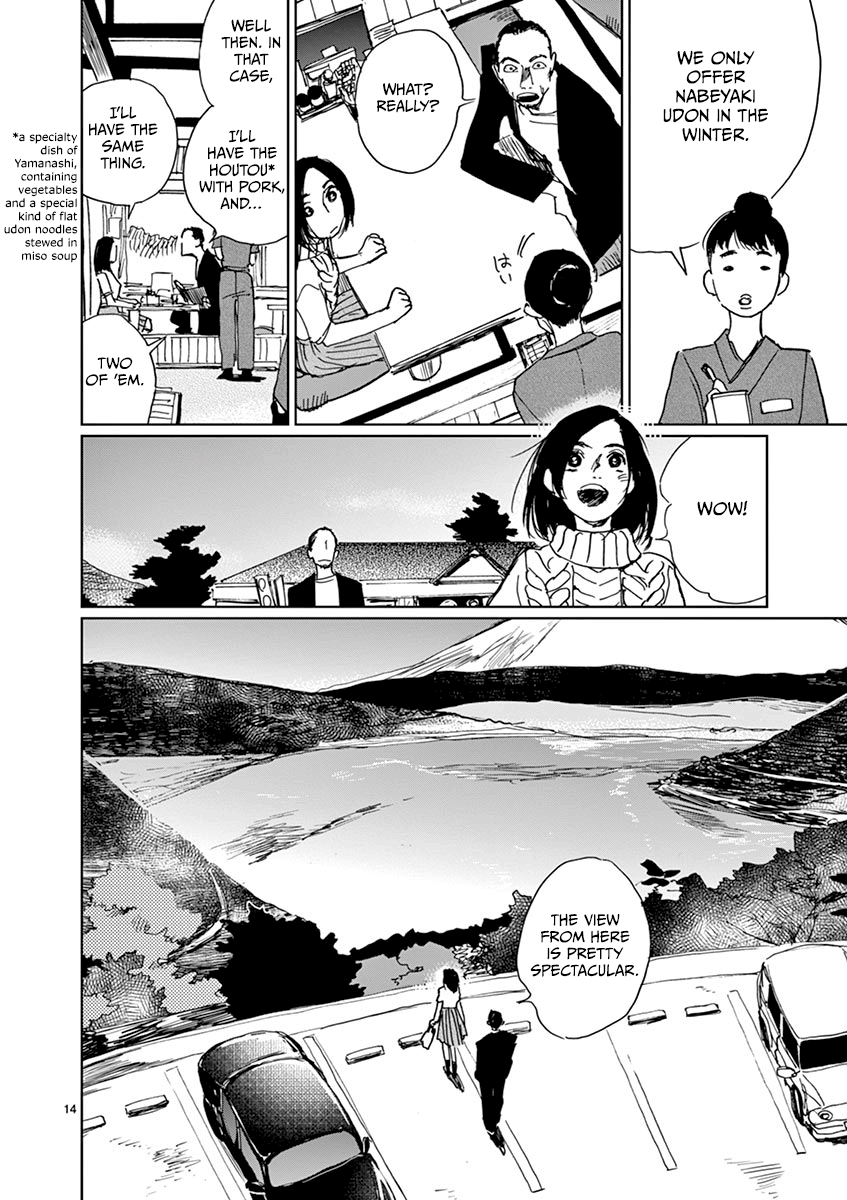 WE ONLY
OFFER
NABEYAKI
UDON IN THE
WINTER.
WHAT?
REALLY?
はい
WELL
THEN. IN
THAT
CASE,
I'LL
HAVE THE
HOUTOU*
WITH PORK,
AND...
I'LL
HAVE THE
SAME
THING.
TWO
OF 'EM.
*a specialty
dish of
Yamanashi,
containing
vegetables
and a special
kind of flat
udon noodles
stewed in
miso soup
WOW!
THE VIEW
FROM HERE
IS PRETTY
SPECTACULAR.
14